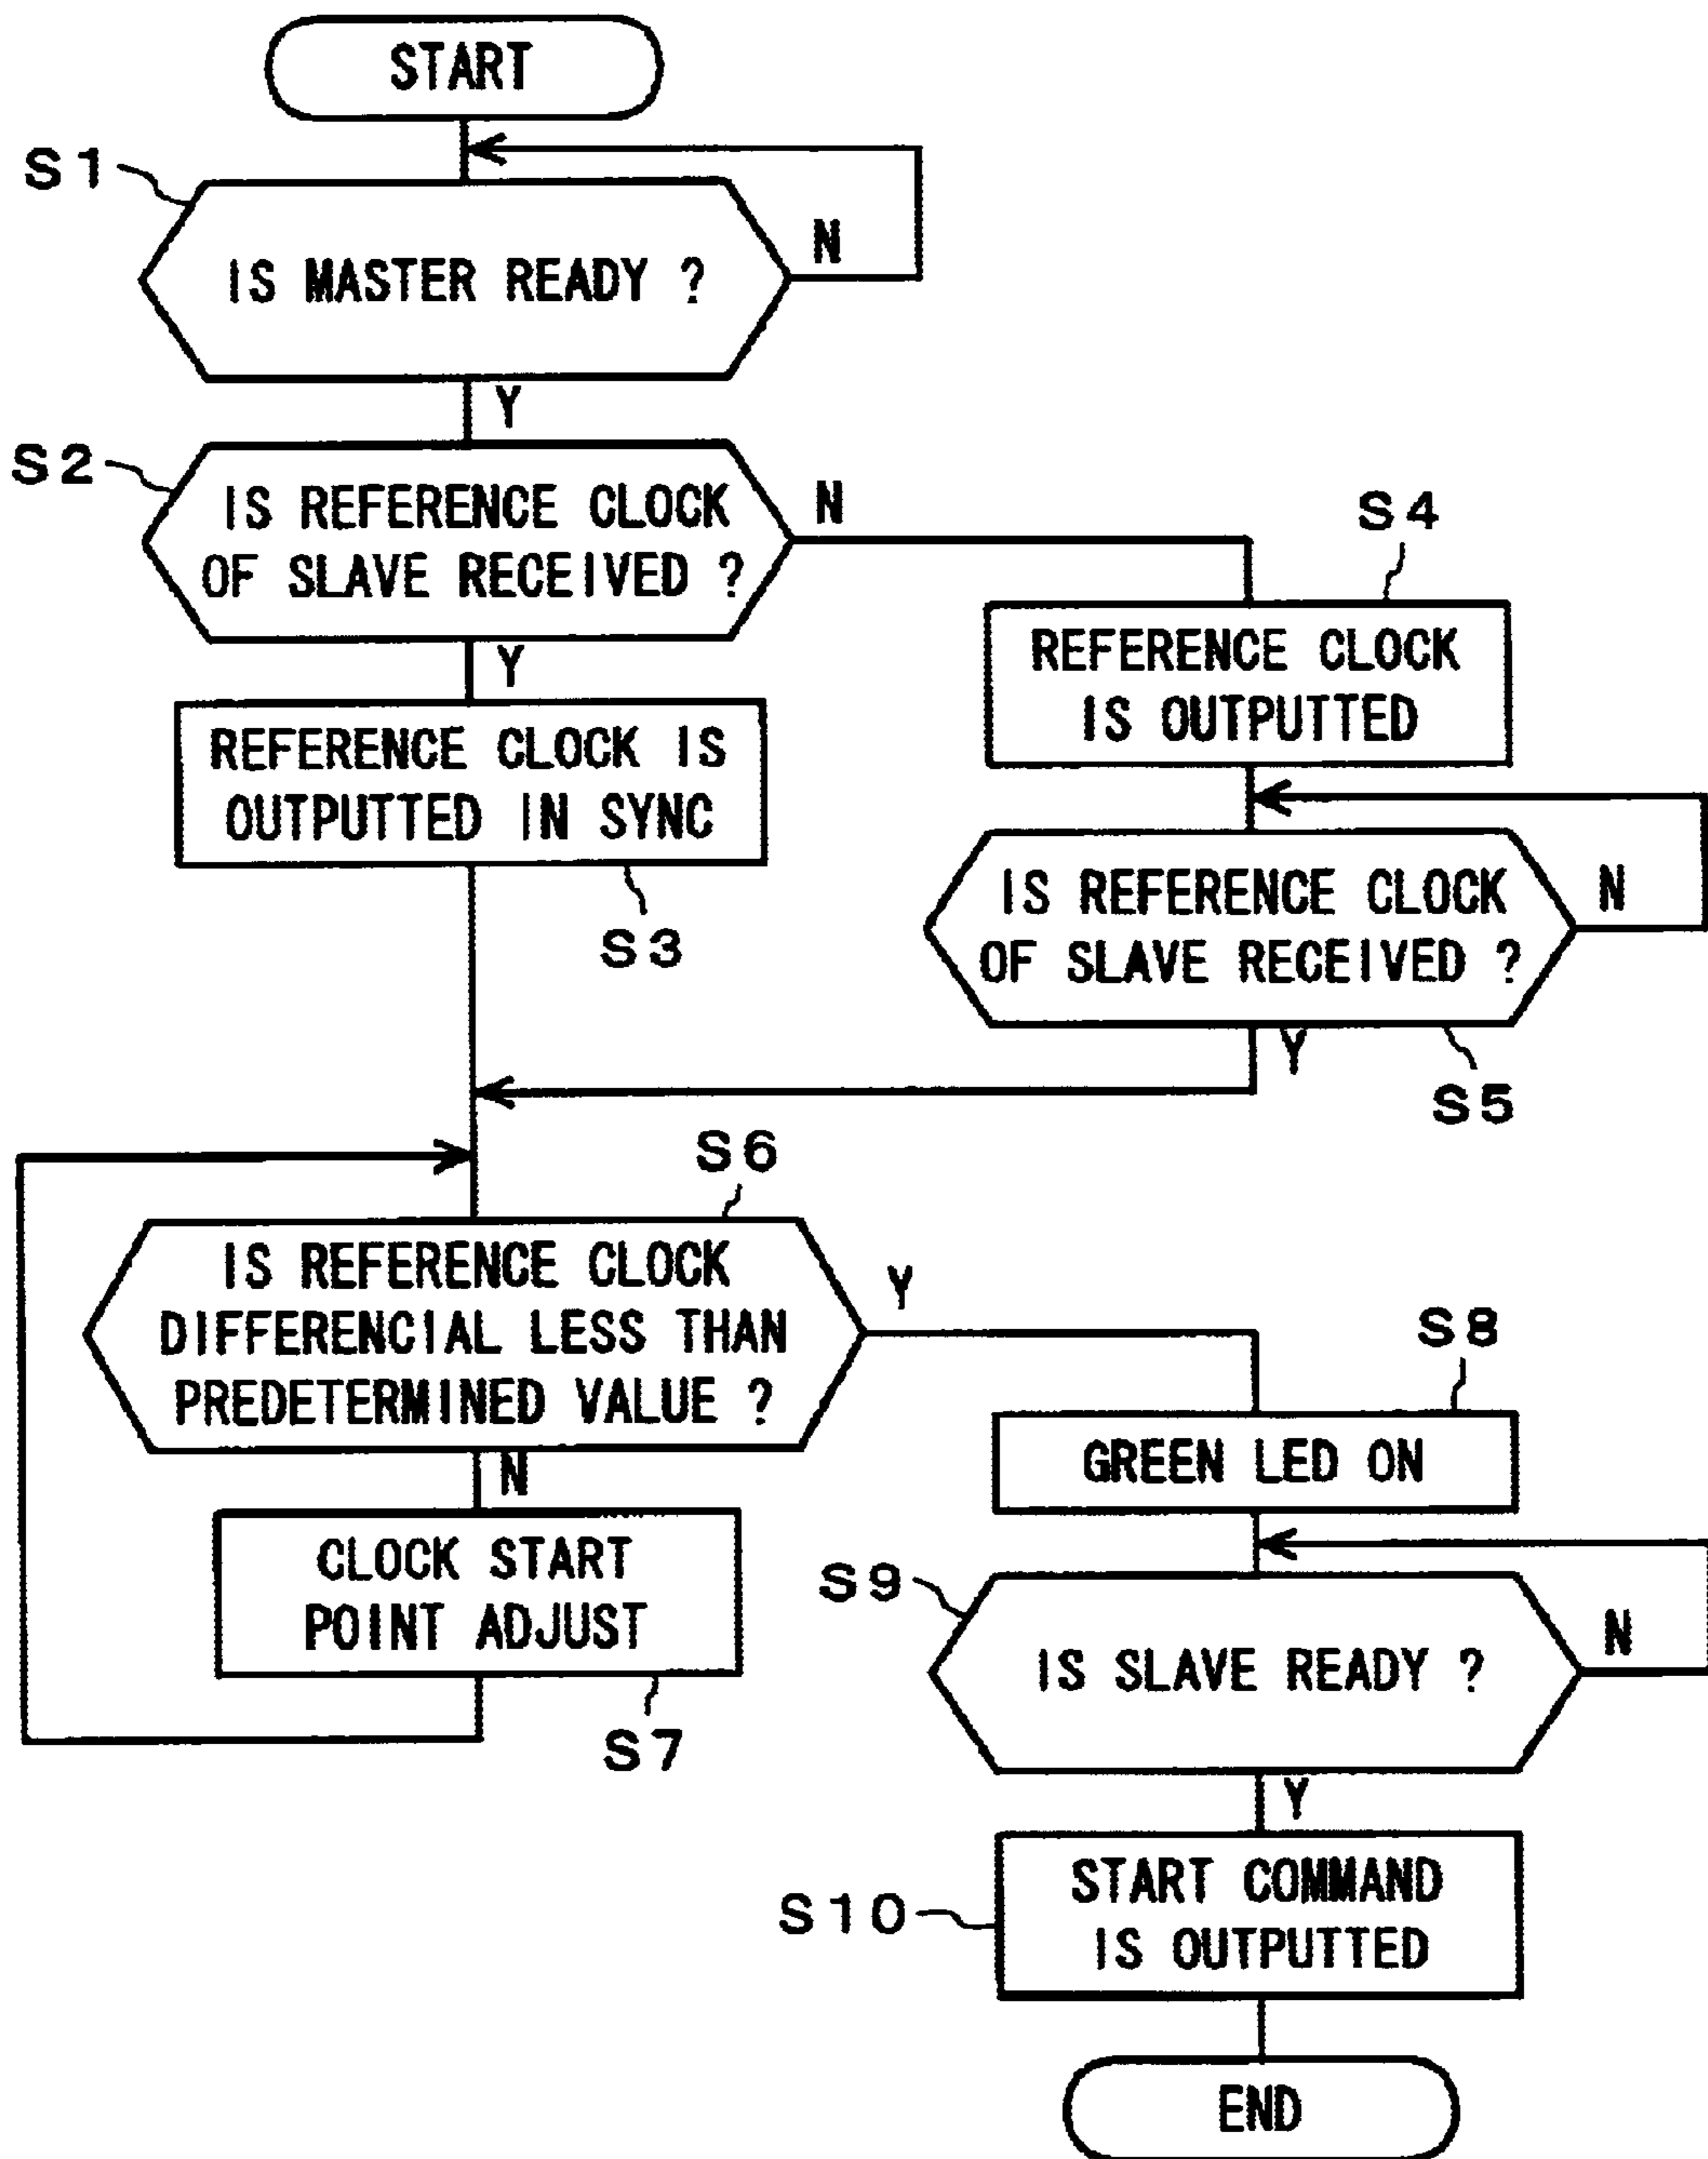 START
S1
IS MASTER READY ?
N
Y
S2
IS REFERENCE CLOCK
OF SLAVE RECEIVED ?
N
Y
REFERENCE CLOCK IS
OUTPUTTED IN SYNC
S3
S4
REFERENCE CLOCK
IS OUTPUTTED
IS REFERENCE CLOCK
OF SLAVE RECEIVED ?
N
Y
S5
S6
IS REFERENCE CLOCK
DIFFERENCIAL LESS THAN
PREDETERMINED VALUE ?
Y
N
CLOCK START
POINT ADJUST
S7
S8
GREEN LED ON
S9
IS SLAVE READY ?
N
Y
S10
START COMMAND
IS OUTPUTTED
END